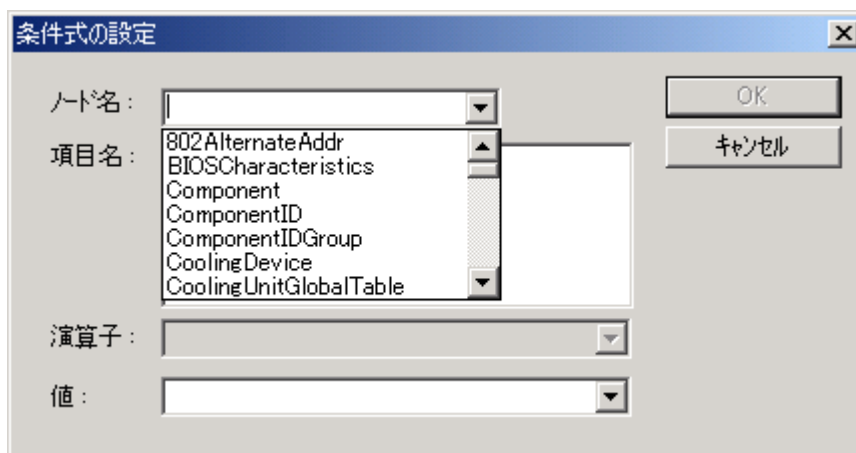 条件式の設定
ノード名：
OK
キャンセル
802AlternateAddr
BIOSCharacteristics
Component
ComponentID
ComponentIDGroup
CoolingDevice
CoolingUnitGlobalTable
項目名：
演算子：
値：